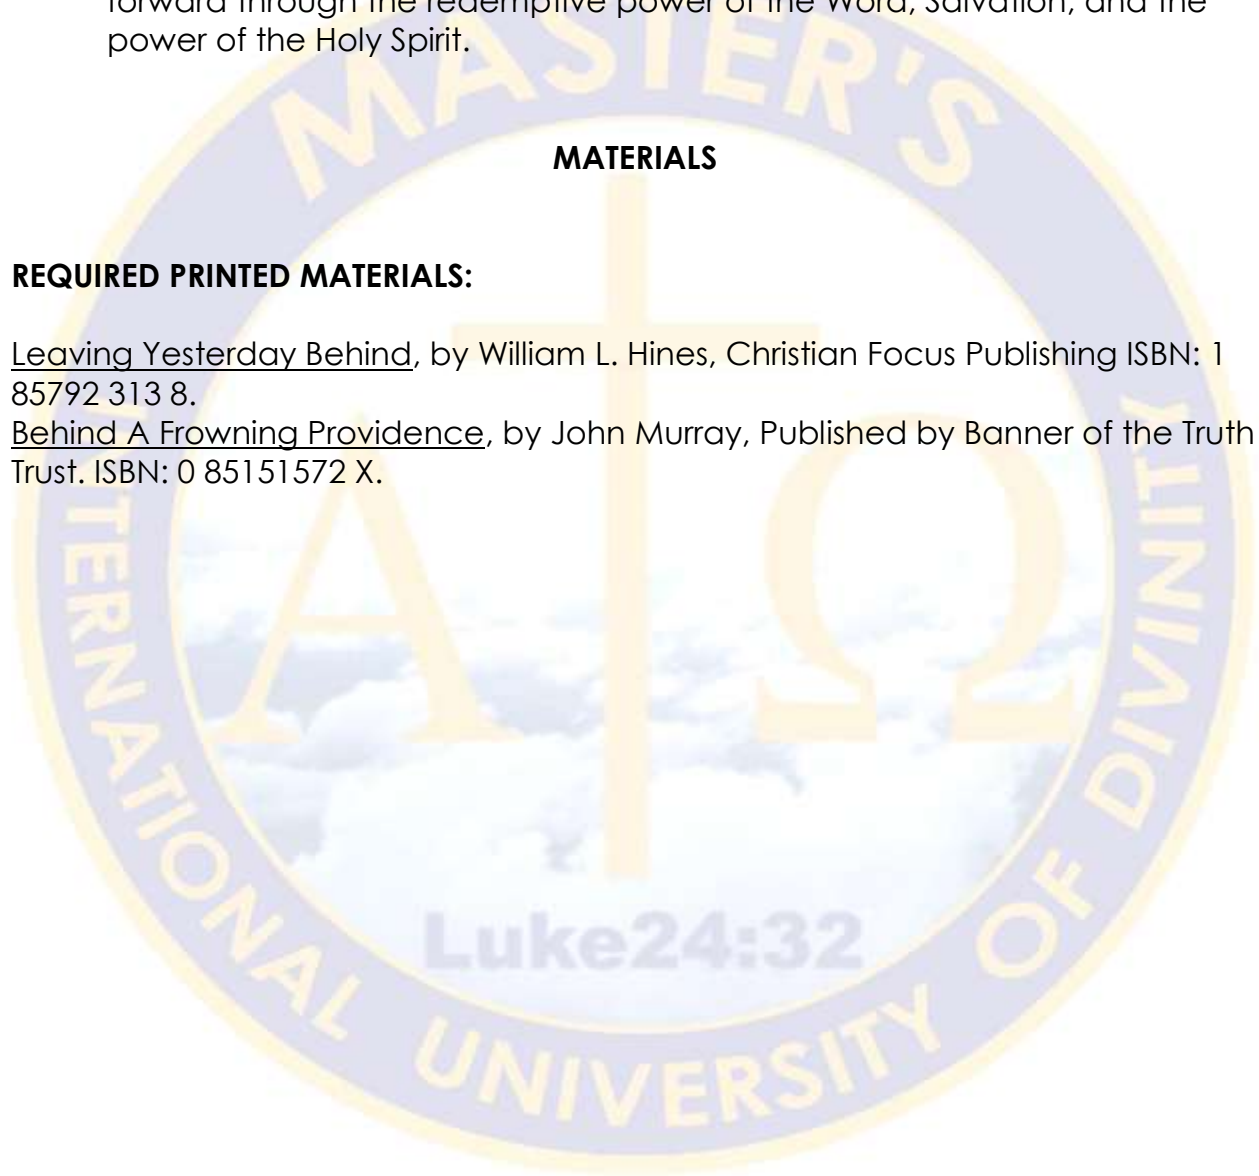 forward through the redemptive power of the Word, Salvation, and the
power of the Holy Spirit.
MATERIALS
REQUIRED PRINTED MATERIALS:
Leaving Yesterday Behind, by William L. Hines, Christian Focus Publishing ISBN: 1
85792 313 8.
Behind A Frowning Providence, by John Murray, Published by Banner of the Truth
Trust. ISBN: 0 85151572 X.
MASTER'S
INTERNATIONAL UNIVERSITY OF DIVINITY
Α Ω
Luke24:32